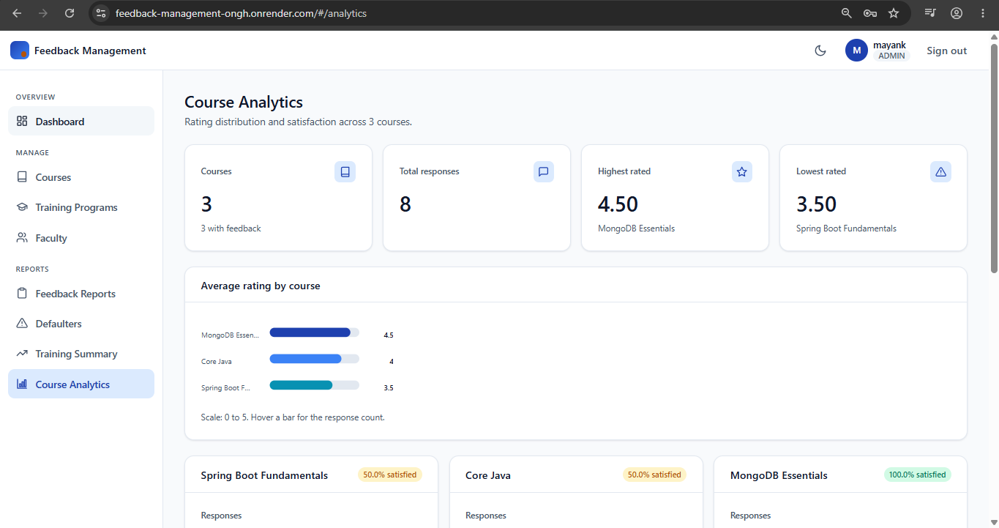 feedback-management-ongh.onrender.com/#/analytics
Feedback Management
M
mayank
ADMIN
Sign out
OVERVIEW
Dashboard
MANAGE
Courses
Training Programs
Faculty
REPORTS
Feedback Reports
Defaulters
Training Summary
Course Analytics
Course Analytics
Rating distribution and satisfaction across 3 courses.
Courses
3
3 with feedback
Total responses
8
Highest rated
4.50
MongoDB Essentials
Lowest rated
3.50
Spring Boot Fundamentals
Average rating by course
MongoDB Essen... 4.5
Core Java 4
Spring Boot F... 3.5
Scale: 0 to 5. Hover a bar for the response count.
Spring Boot Fundamentals 50.0% satisfied
Responses
Core Java 50.0% satisfied
Responses
MongoDB Essentials 100.0% satisfied
Responses